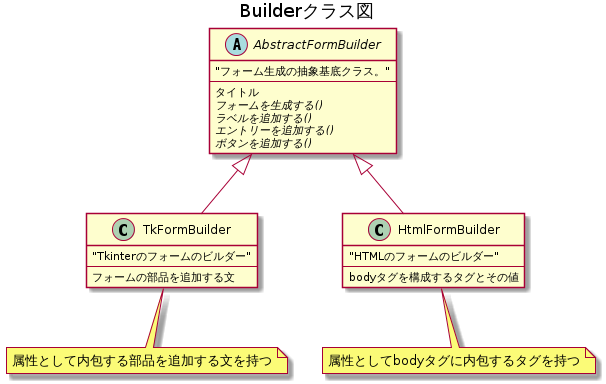 Builderクラス図
A AbstractFormBuilder
"フォーム生成の抽象基底クラス。"
タイトル
フォームを生成する()
ラベルを追加する()
エントリーを追加する()
ボタンを追加する()
C TkFormBuilder
"Tkinterのフォームのビルダー"
フォームの部品を追加する文
C HtmlFormBuilder
"HTMLのフォームのビルダー"
bodyタグを構成するタグとその値
属性として内包する部品を追加する文を持つ
属性としてbodyタグに内包するタグを持つ